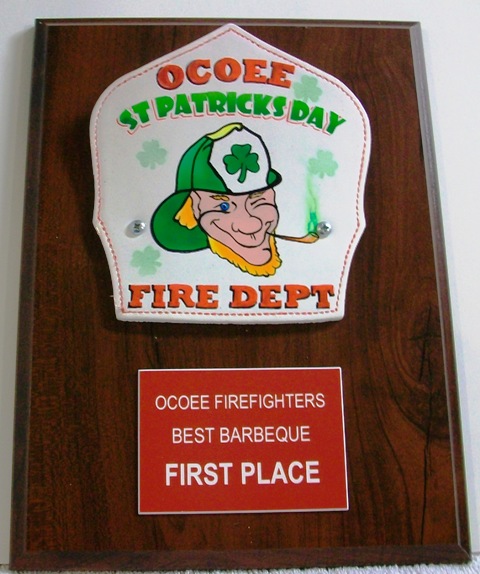 OCOEE
ST PATRICKS DAY
FIRE DEPT
OCOEE FIREFIGHTERS
BEST BARBEQUE
FIRST PLACE